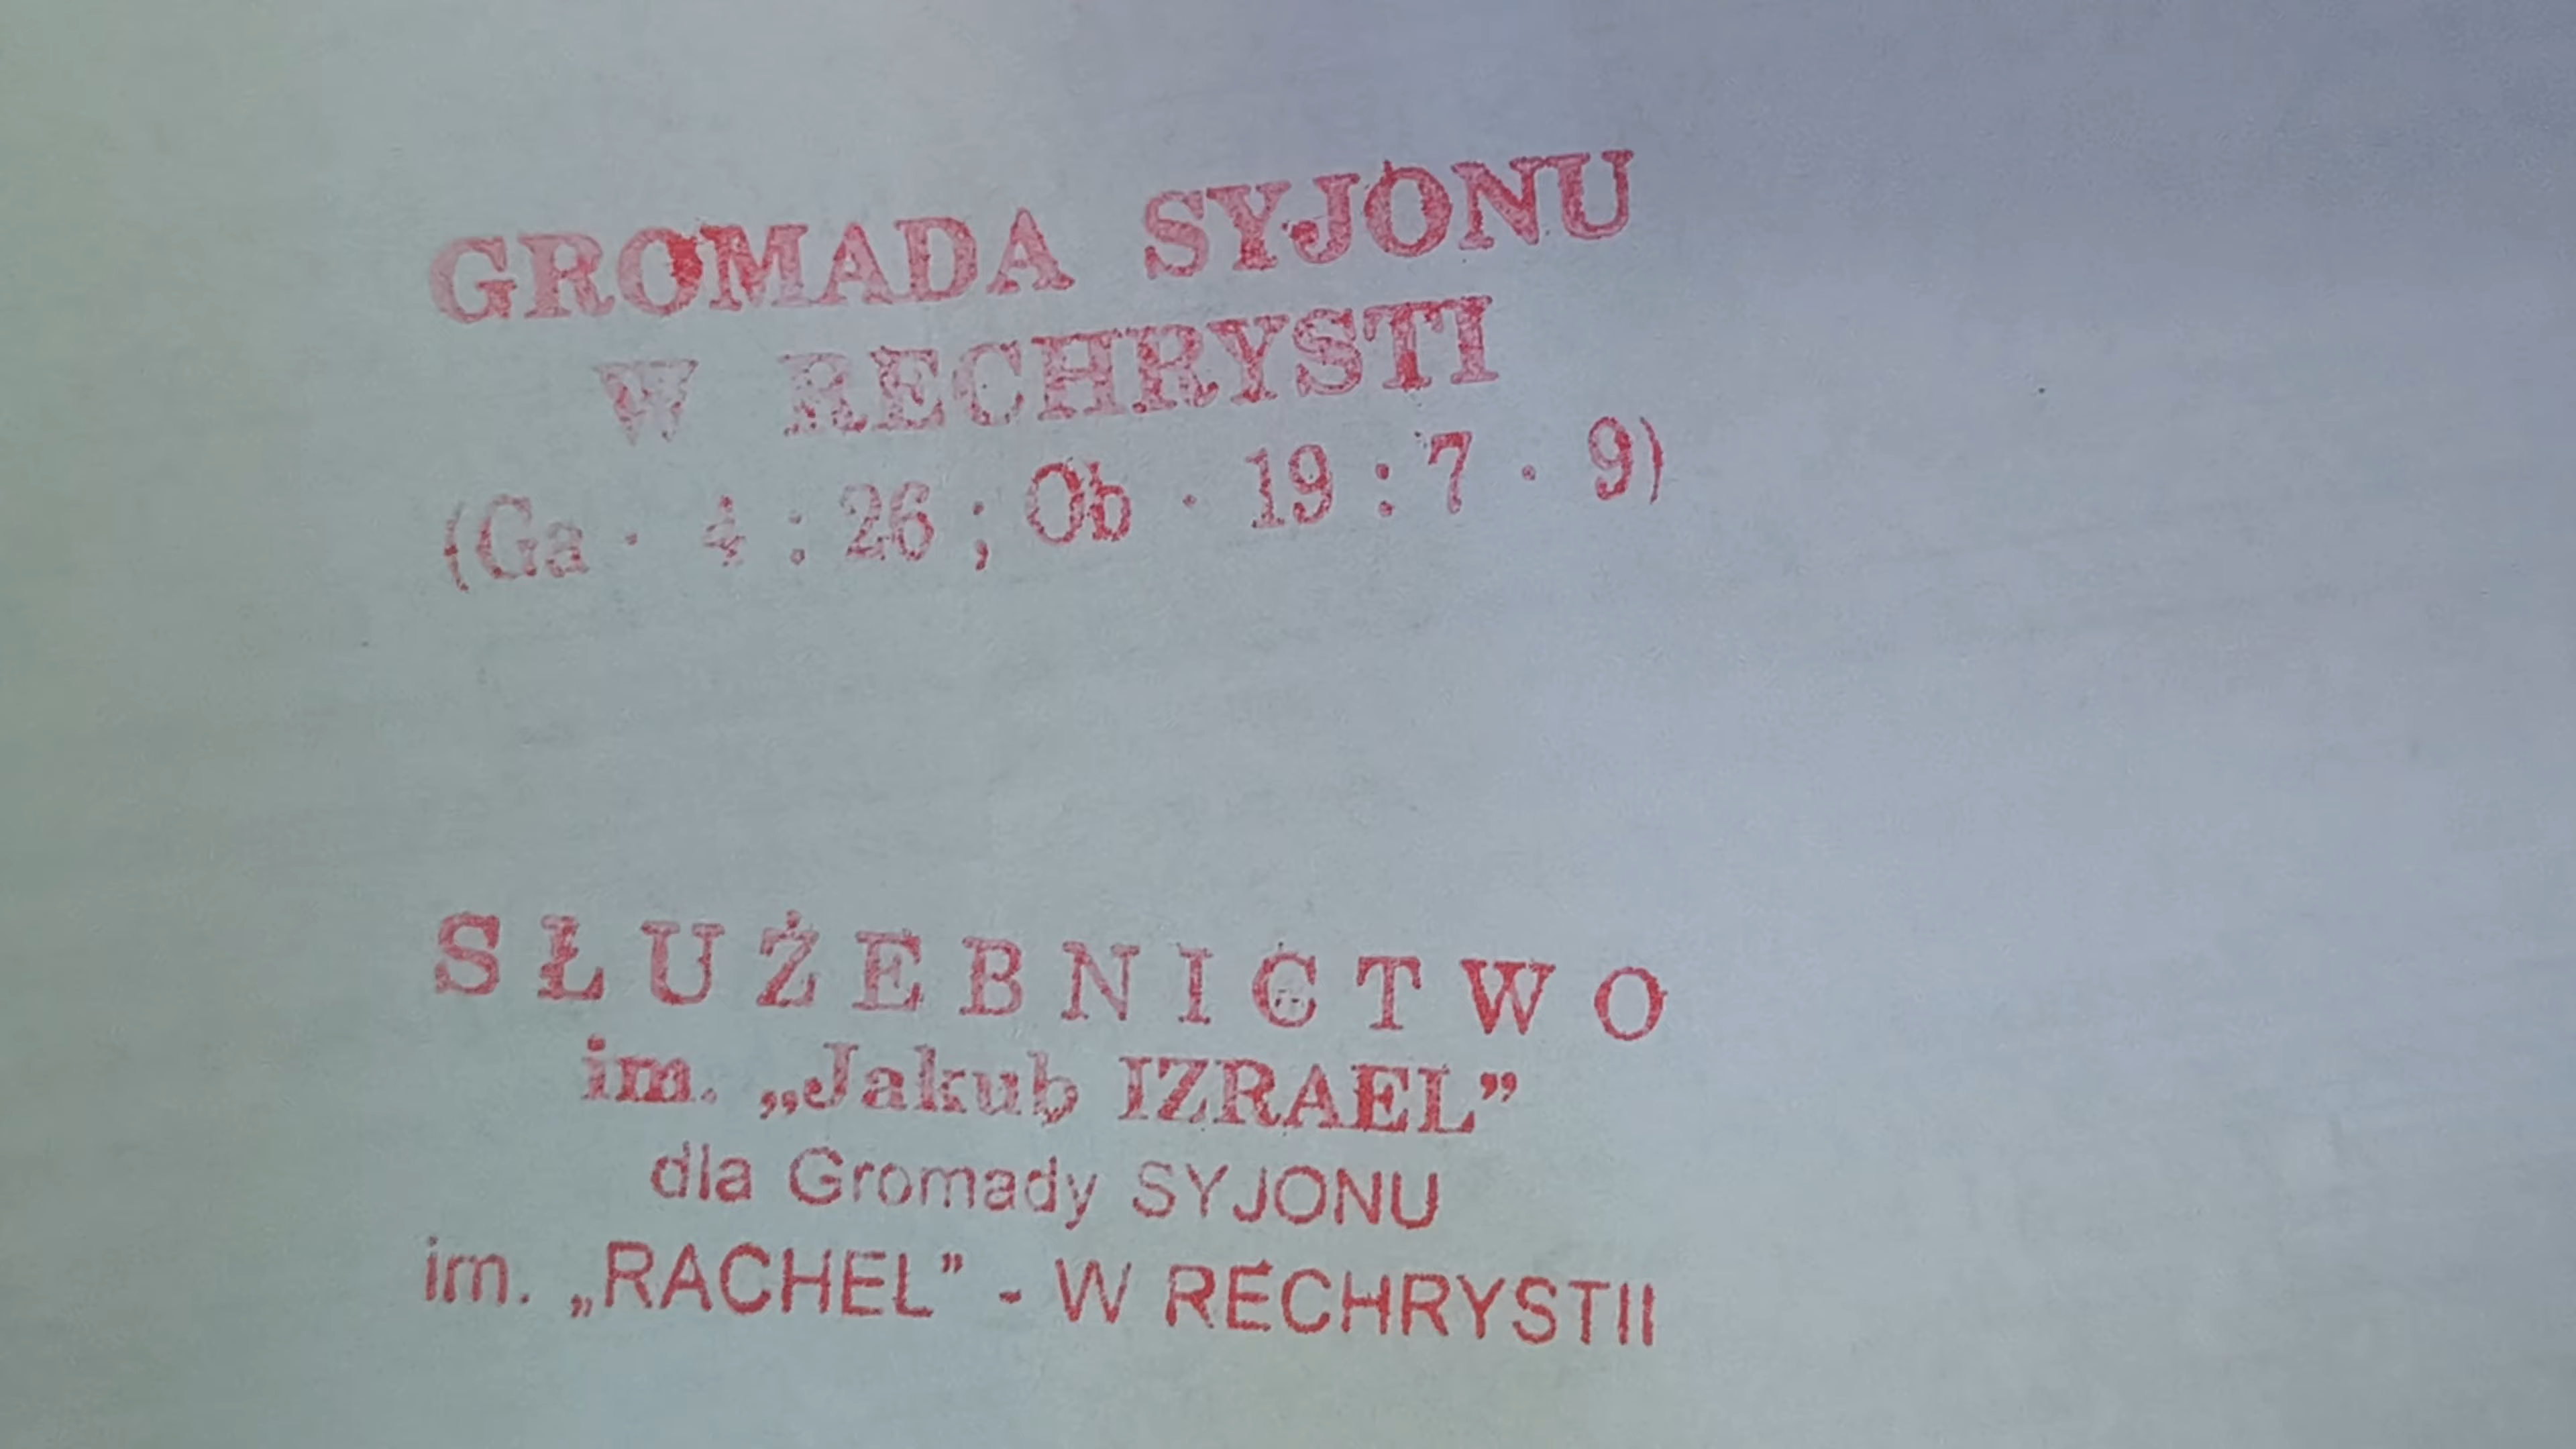 GROMADA SYJONU
W RECHRYSTI
(Ga · 4 : 26 ; Ob · 19 : 7 · 9)
SŁUŻEBNICTWO
im. „Jakub IZRAEL”
dla Gromady SYJONU
im. „RACHEL” - W RECHRYSTII